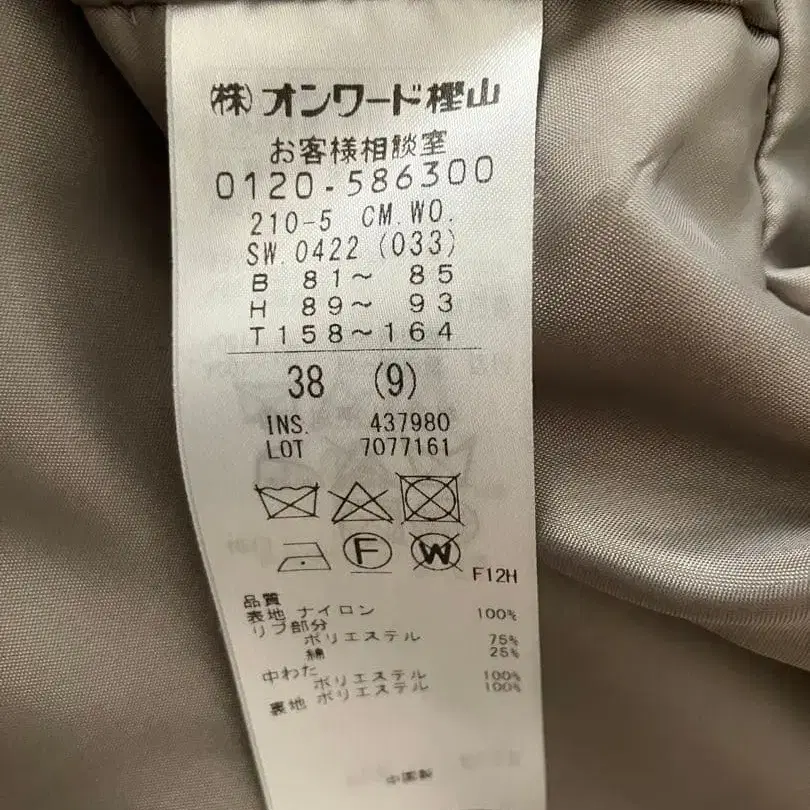 ㈱オンワード樫山
お客様相談室
0120-586300
210-5 CM.WO.
SW.0422 (033)
B 81～ 85
H 89～ 93
T158～164
38 (9)
INS. 437980
LOT 7077161
F
W
F12H
品質
表地 ナイロン 100%
リブ部分
ポリエステル 75%
綿 25%
中わた
ポリエステル 100%
裏地 ポリエステル 100%
中国製